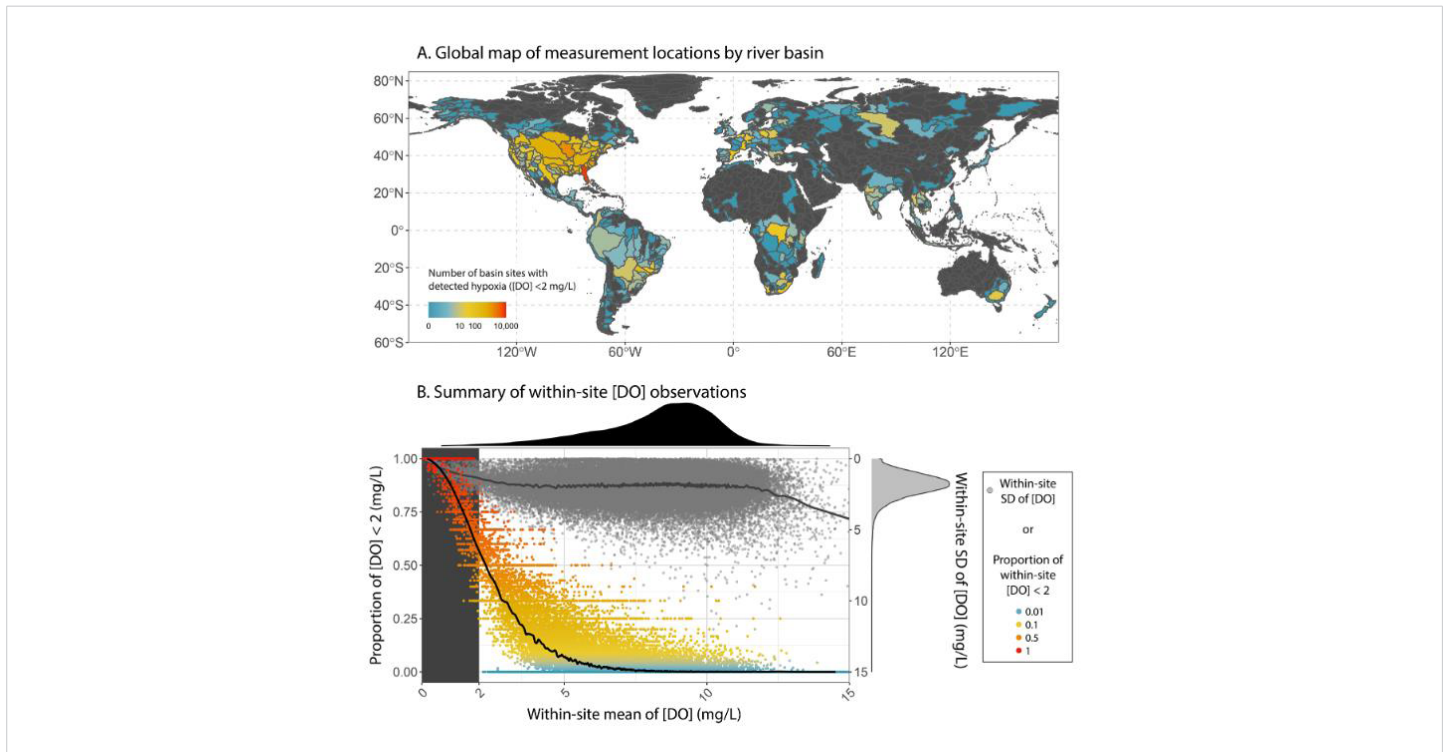 A. Global map of measurement locations by river basin
80°N
60°N
40°N
20°N
0°
20°S
40°S
60°S
120°W
60°W
0°
60°E
120°E
Number of basin sites with
detected hypoxia ([DO] <2 mg/L)
0 10 100 10,000
B. Summary of within-site [DO] observations
Proportion of [DO] < 2 (mg/L)
1.00
0.75
0.50
0.25
0.00
0
2
5
10
15
Within-site mean of [DO] (mg/L)
0
5
10
15
Within-site SD of [DO] (mg/L)
Within-site
SD of [DO]
or
Proportion of
within-site
[DO] < 2
0.01
0.1
0.5
1